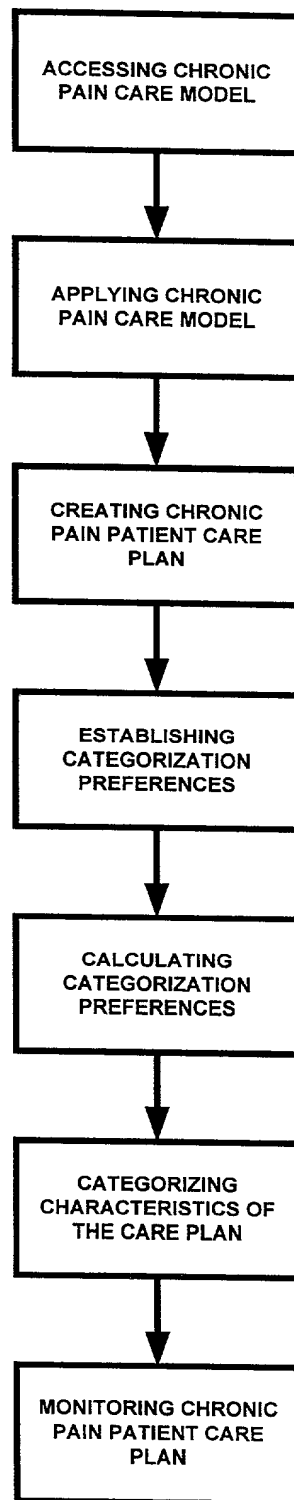 ACCESSING CHRONIC
PAIN CARE MODEL
APPLYING CHRONIC
PAIN CARE MODEL
CREATING CHRONIC
PAIN PATIENT CARE
PLAN
ESTABLISHING
CATEGORIZATION
PREFERENCES
CALCULATING
CATEGORIZATION
PREFERENCES
CATEGORIZING
CHARACTERISTICS OF
THE CARE PLAN
MONITORING CHRONIC
PAIN PATIENT CARE
PLAN